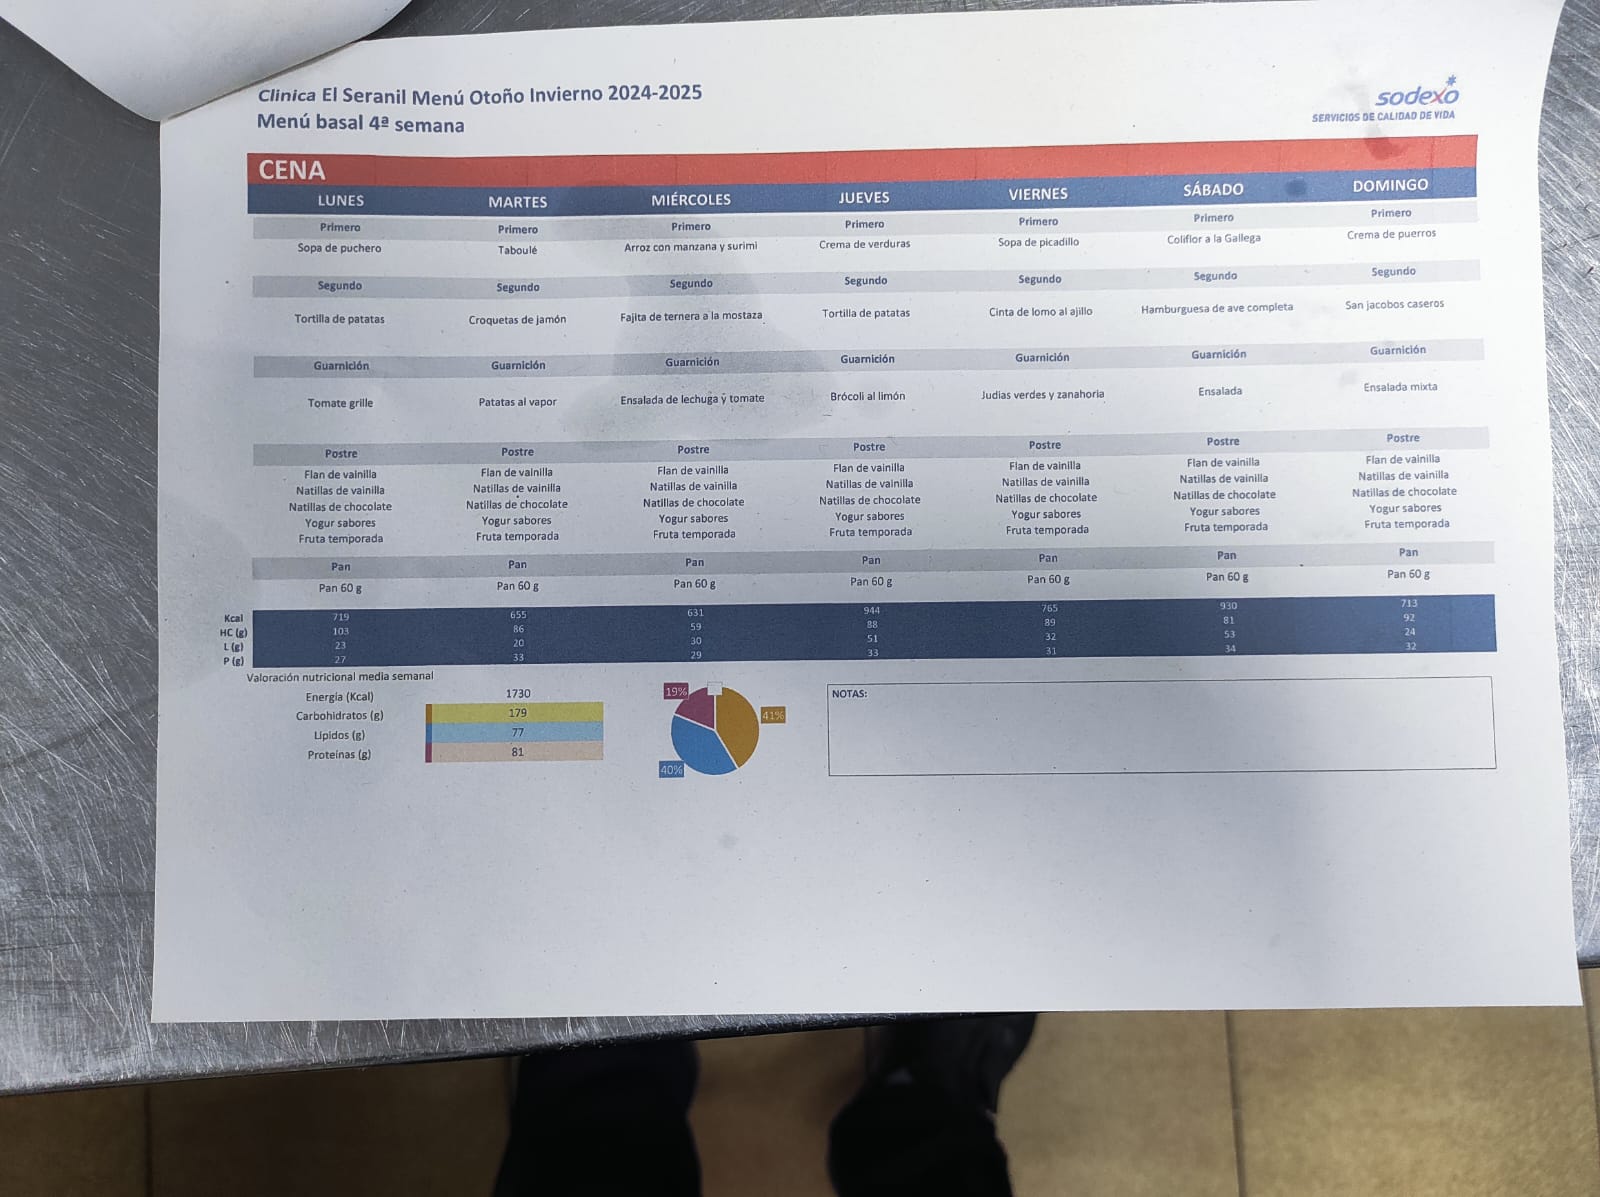 Clinica El Seranil Menú Otoño Invierno 2024-2025
Menú basal 4ª semana
sodexo
SERVICIOS DE CALIDAD DE VIDA
CENA
LUNES MARTES MIÉRCOLES JUEVES VIERNES SÁBADO DOMINGO
Primero Primero Primero Primero Primero Primero Primero
Sopa de puchero Taboulé Arroz con manzana y surimi Crema de verduras Sopa de picadillo Coliflor a la Gallega Crema de puerros
Segundo Segundo Segundo Segundo Segundo Segundo Segundo
Tortilla de patatas Croquetas de jamón Fajita de ternera a la mostaza Tortilla de patatas Cinta de lomo al ajillo Hamburguesa de ave completa San jacobos caseros
Guarnición Guarnición Guarnición Guarnición Guarnición Guarnición Guarnición
Tomate grille Patatas al vapor Ensalada de lechuga y tomate Brócoli al limón Judias verdes y zanahoria Ensalada Ensalada mixta
Postre Postre Postre Postre Postre Postre Postre
Flan de vainilla Flan de vainilla Flan de vainilla Flan de vainilla Flan de vainilla Flan de vainilla Flan de vainilla
Natillas de vainilla Natillas de vainilla Natillas de vainilla Natillas de vainilla Natillas de vainilla Natillas de vainilla Natillas de vainilla
Natillas de chocolate Natillas de chocolate Natillas de chocolate Natillas de chocolate Natillas de chocolate Natillas de chocolate Natillas de chocolate
Yogur sabores Yogur sabores Yogur sabores Yogur sabores Yogur sabores Yogur sabores Yogur sabores
Fruta temporada Fruta temporada Fruta temporada Fruta temporada Fruta temporada Fruta temporada Fruta temporada
Pan Pan Pan Pan Pan Pan Pan
Pan 60 g Pan 60 g Pan 60 g Pan 60 g Pan 60 g Pan 60 g Pan 60 g
Kcal 719 655 631 944 765 930 713
HC (g) 103 86 59 88 89 81 92
L (g) 23 20 30 51 32 53 24
P (g) 27 33 29 33 31 34 32
Valoración nutricional media semanal
Energía (Kcal) 1730
Carbohidratos (g) 179
Lípidos (g) 77
Proteínas (g) 81
19%
41%
40%
NOTAS: